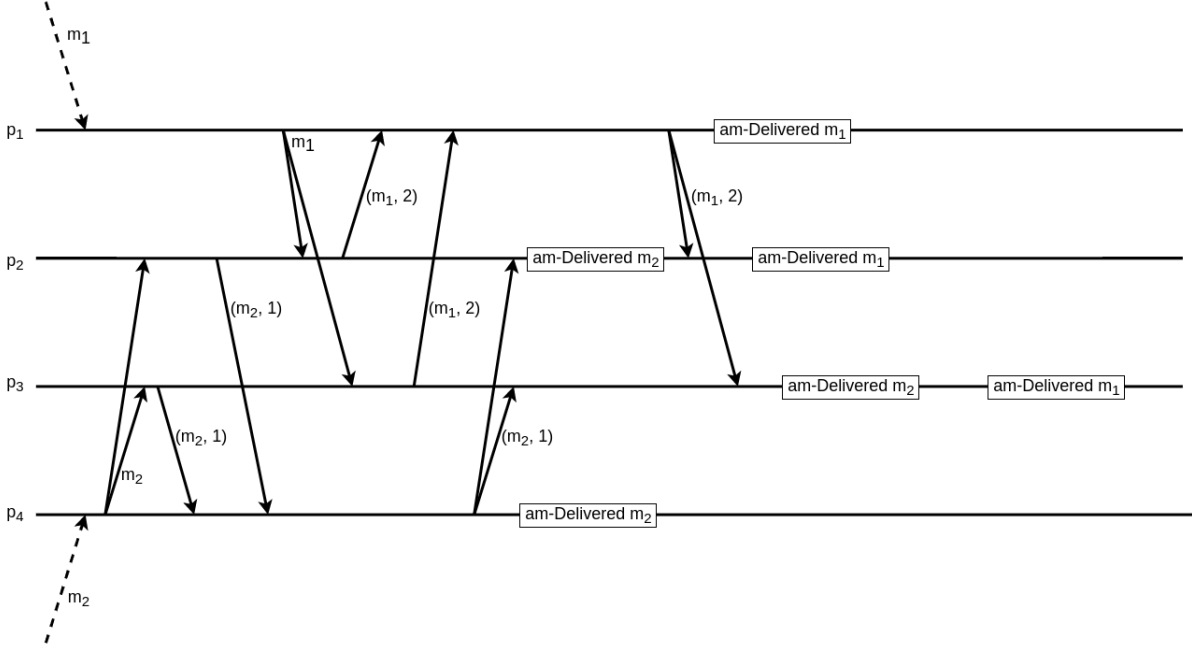 m₁
p₁
am-Delivered m₁
m₁
(m₁, 2)
(m₁, 2)
p₂
am-Delivered m₂
am-Delivered m₁
(m₂, 1)
(m₁, 2)
p₃
am-Delivered m₂
am-Delivered m₁
(m₂, 1)
(m₂, 1)
m₂
p₄
am-Delivered m₂
m₂